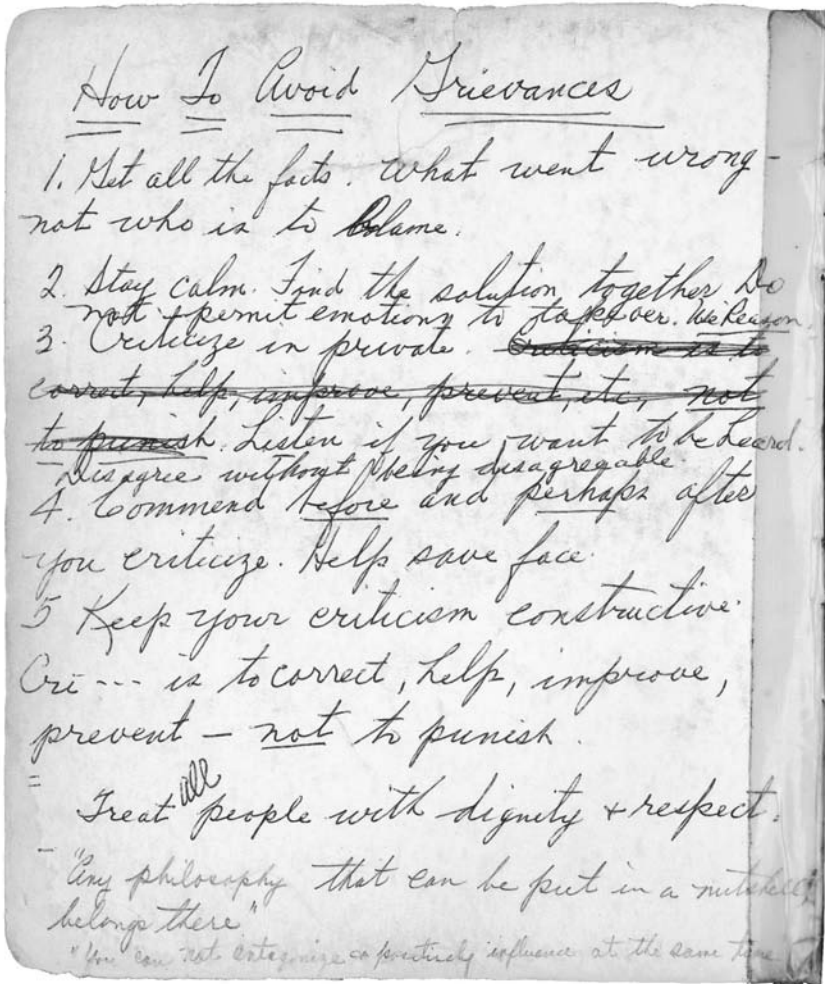 How To Avoid Grievances
1. Get all the facts. What went wrong -
not who is to blame.
2. Stay calm. Find the solution together Do
not permit emotions to take over. Use Reason
3. Criticize in private. Criticism is to
correct, help, improve, prevent, etc, not
to punish. Listen if you want to be heard.
- Disagree without being disagreeable.
4. Commend before and perhaps after
you criticize. Help save face.
5 Keep your criticism constructive.
Cri --- is to correct, help, improve,
prevent – not to punish.
Treat all people with dignity + respect.
"Any philosophy that can be put in a nutshell
belongs there"
"You can not antagonize & positively influence at the same time